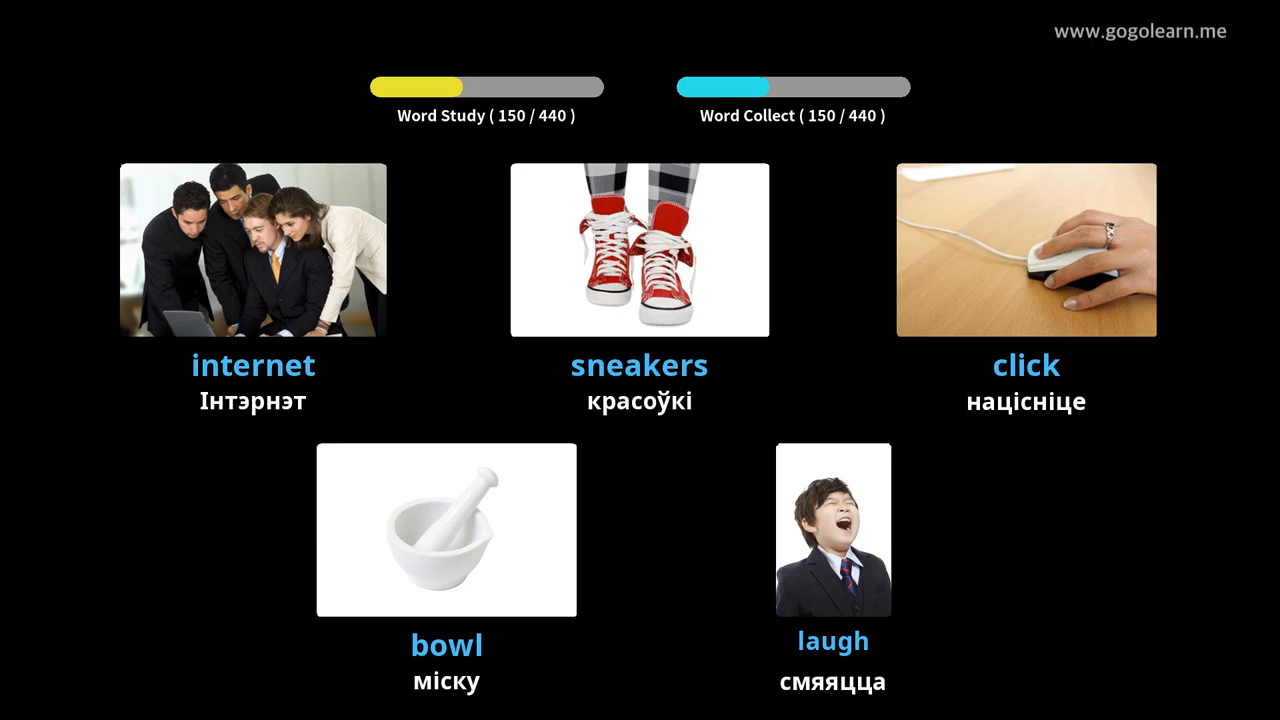 www.gogolearn.me
Word Study ( 150 / 440 )
Word Collect ( 150 / 440 )
internet
Інтэрнэт
sneakers
красоўкі
click
націсніце
bowl
міску
laugh
смяяцца